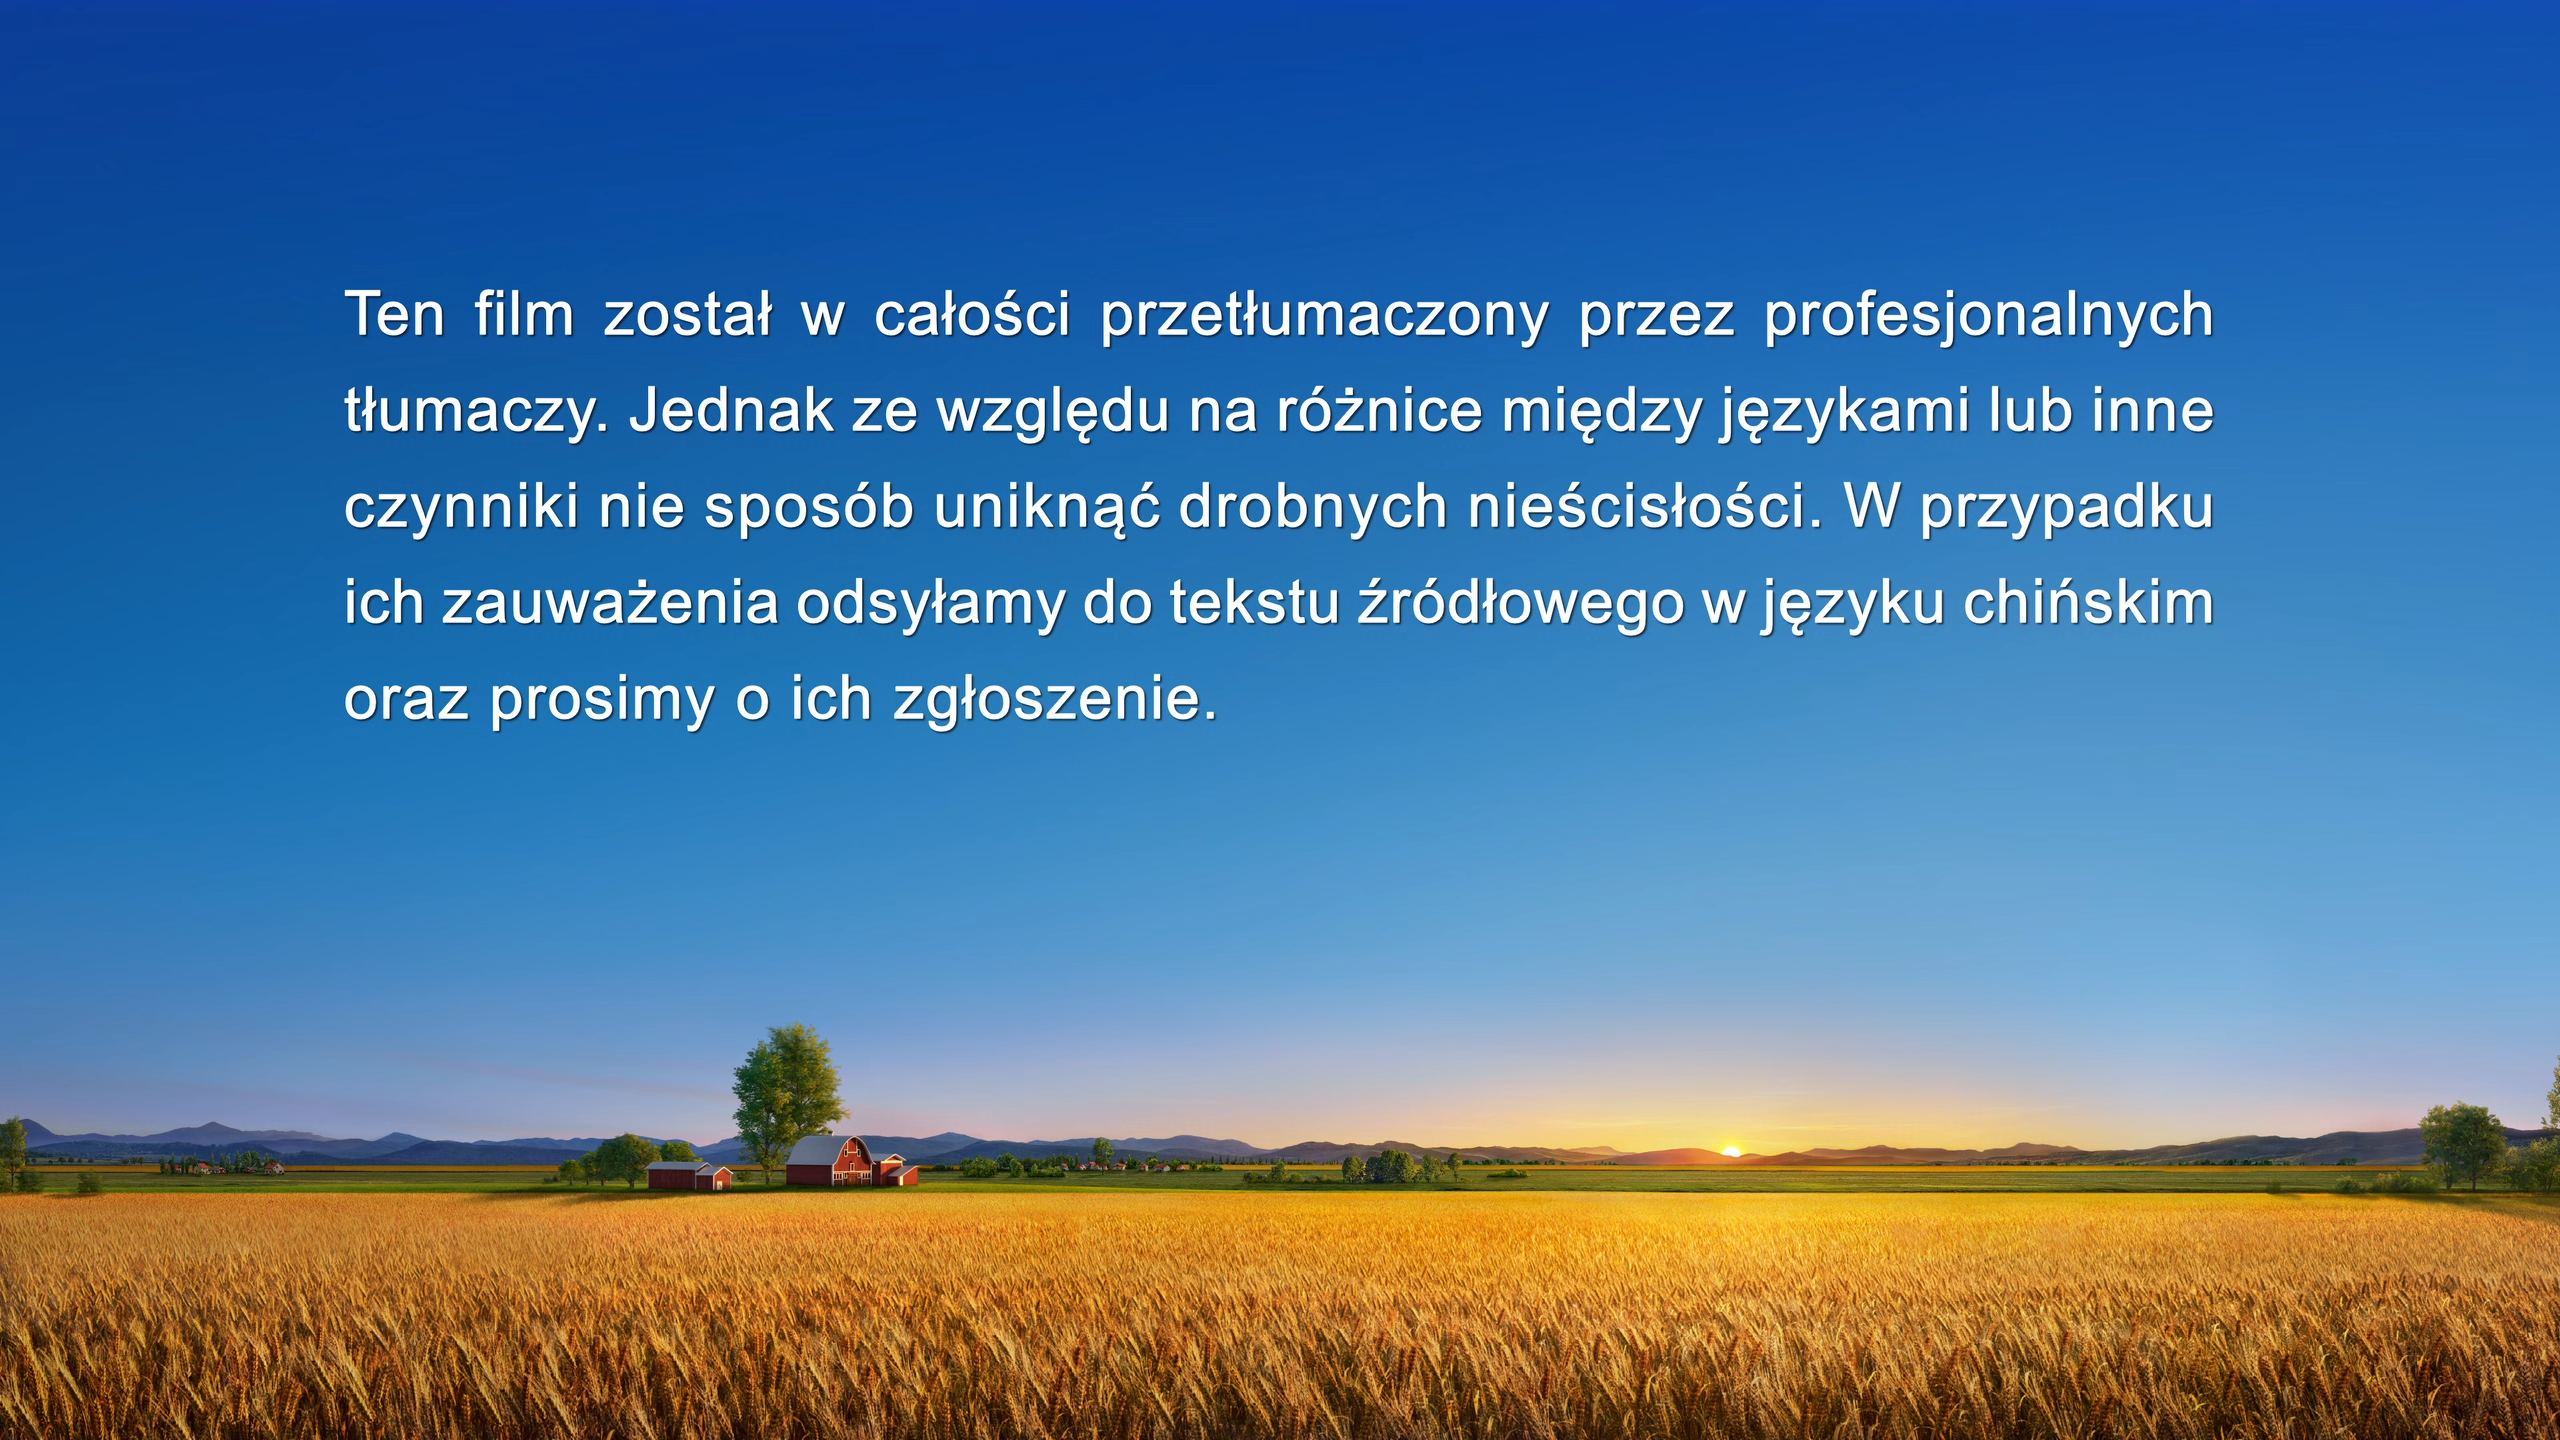 Ten film został w całości przetłumaczony przez profesjonalnych
tłumaczy. Jednak ze względu na różnice między językami lub inne
czynniki nie sposób uniknąć drobnych nieścisłości. W przypadku
ich zauważenia odsyłamy do tekstu źródłowego w języku chińskim
oraz prosimy o ich zgłoszenie.